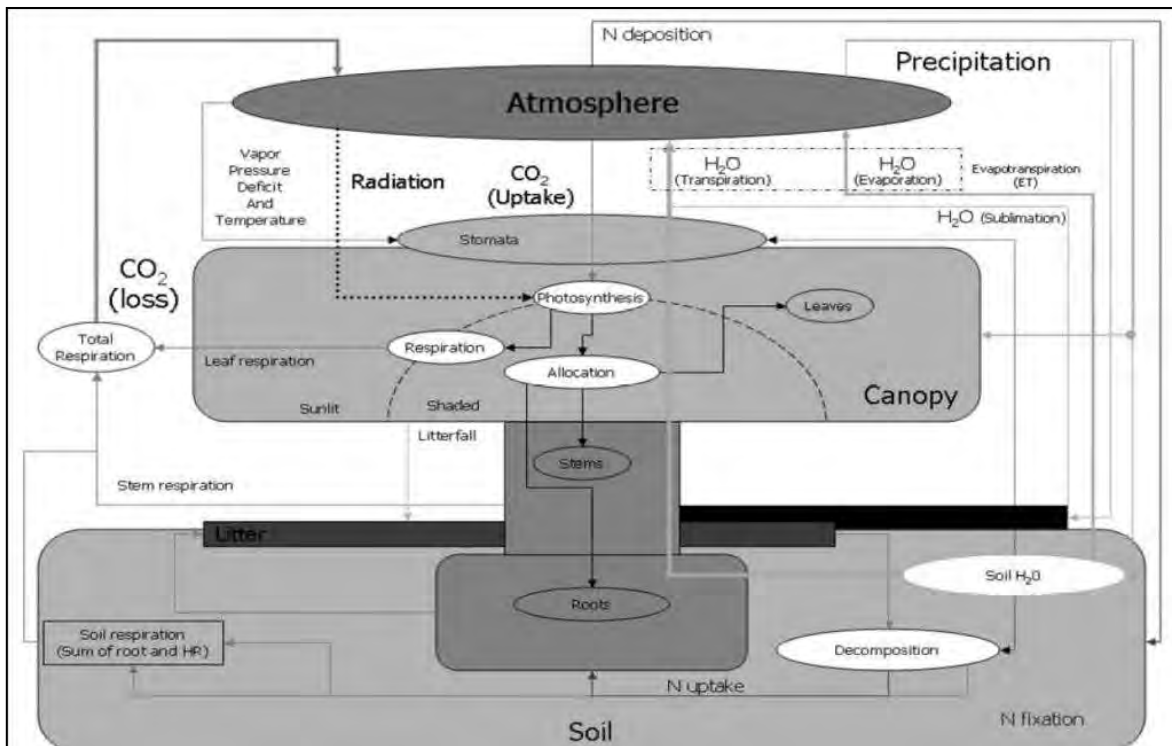 N deposition
Precipitation
Atmosphere
Vapor
Pressure
Deficit
And
Temperature
Radiation
CO₂
(Uptake)
H₂O
(Transpiration)
H₂O
(Evaporation)
Evapotranspiration
(ET)
H₂O (Sublimation)
Stomata
CO₂
(loss)
Photosynthesis
Leaves
Total
Respiration
Leaf respiration
Respiration
Allocation
Canopy
Sunlit
Shaded
Litterfall
Stems
Stem respiration
Litter
Soil H₂0
Roots
Soil respiration
(Sum of root and HR)
Decomposition
N uptake
N fixation
Soil